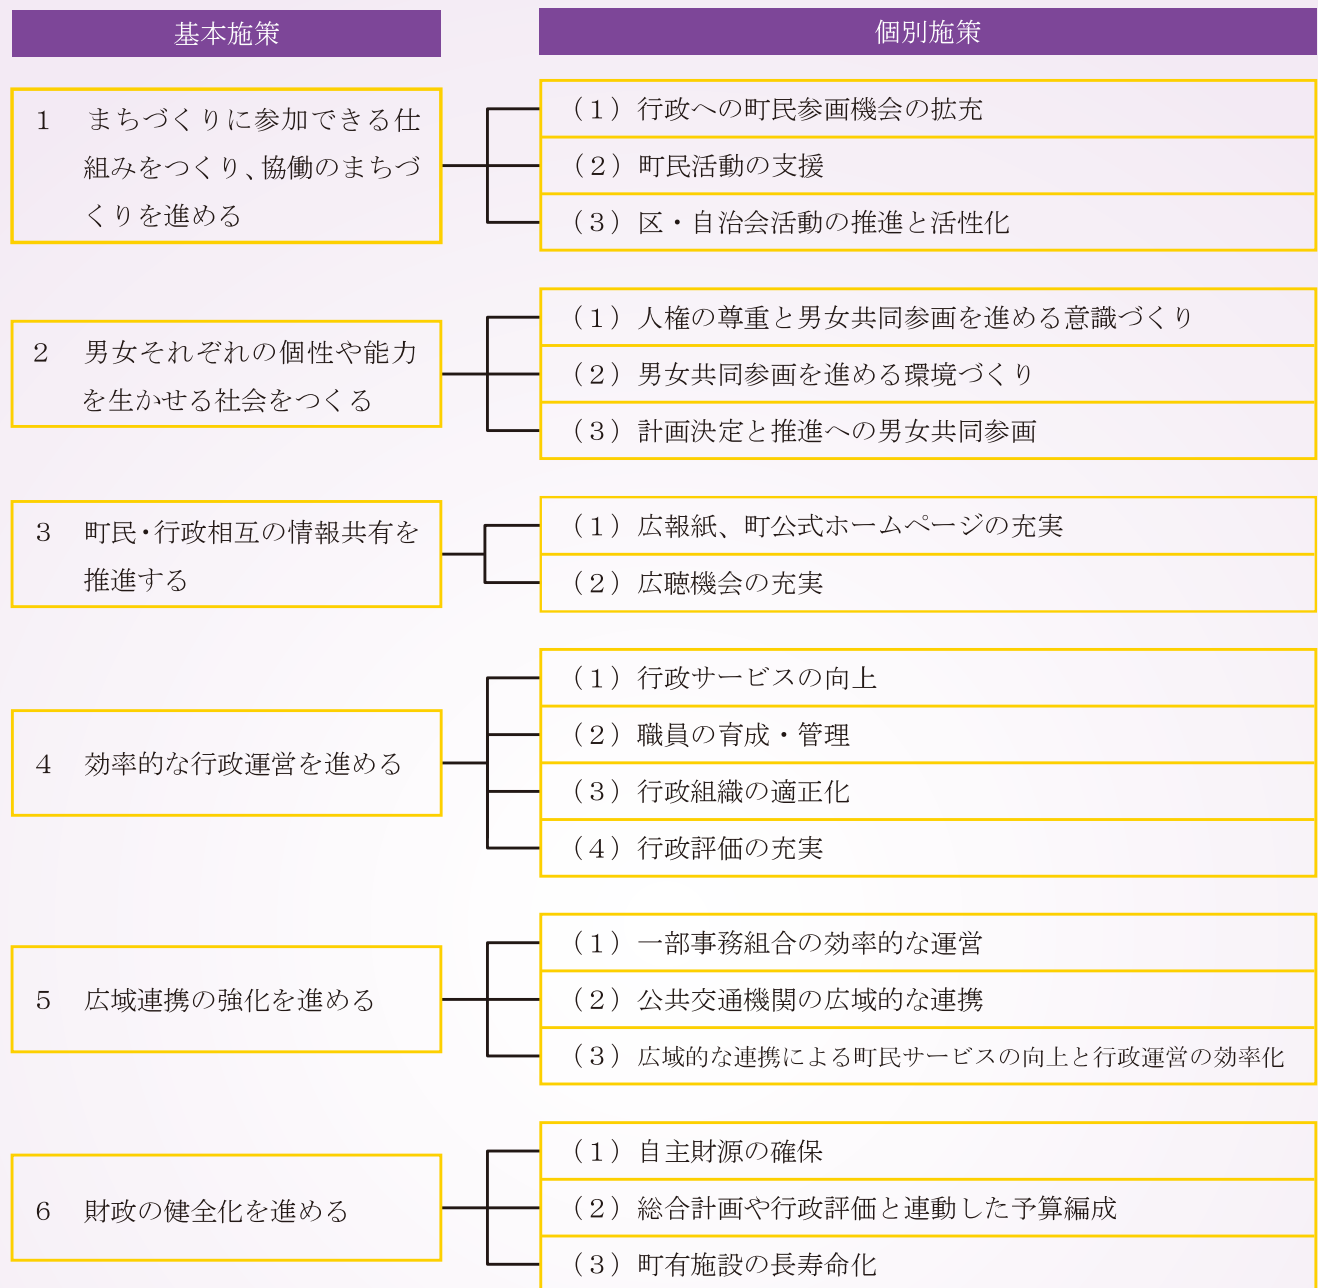 基本施策
個別施策
1 まちづくりに参加できる仕
組みをつくり、協働のまちづ
くりを進める
（1）行政への町民参画機会の拡充
（2）町民活動の支援
（3）区・自治会活動の推進と活性化
2 男女それぞれの個性や能力
を生かせる社会をつくる
（1）人権の尊重と男女共同参画を進める意識づくり
（2）男女共同参画を進める環境づくり
（3）計画決定と推進への男女共同参画
3 町民・行政相互の情報共有を
推進する
（1）広報紙、町公式ホームページの充実
（2）広聴機会の充実
4 効率的な行政運営を進める
（1）行政サービスの向上
（2）職員の育成・管理
（3）行政組織の適正化
（4）行政評価の充実
5 広域連携の強化を進める
（1）一部事務組合の効率的な運営
（2）公共交通機関の広域的な連携
（3）広域的な連携による町民サービスの向上と行政運営の効率化
6 財政の健全化を進める
（1）自主財源の確保
（2）総合計画や行政評価と連動した予算編成
（3）町有施設の長寿命化